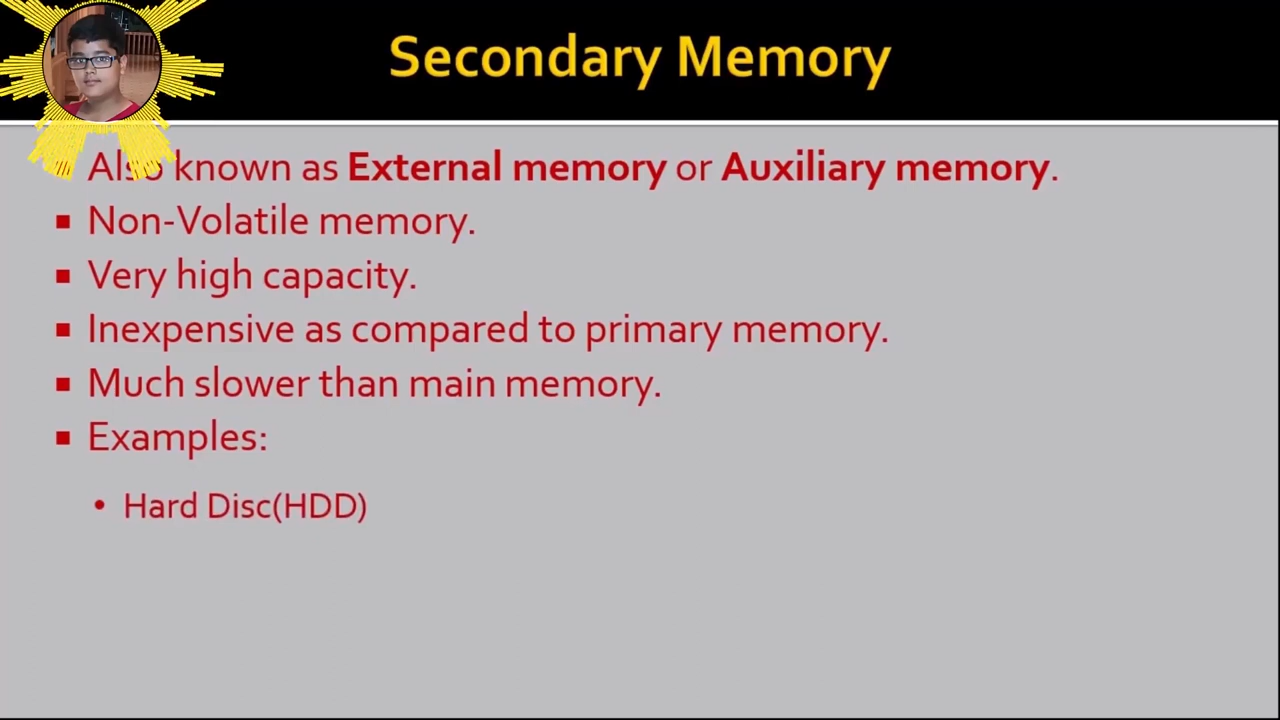 Secondary Memory
Also known as External memory or Auxiliary memory.
Non-Volatile memory.
Very high capacity.
Inexpensive as compared to primary memory.
Much slower than main memory.
Examples:
Hard Disc(HDD)